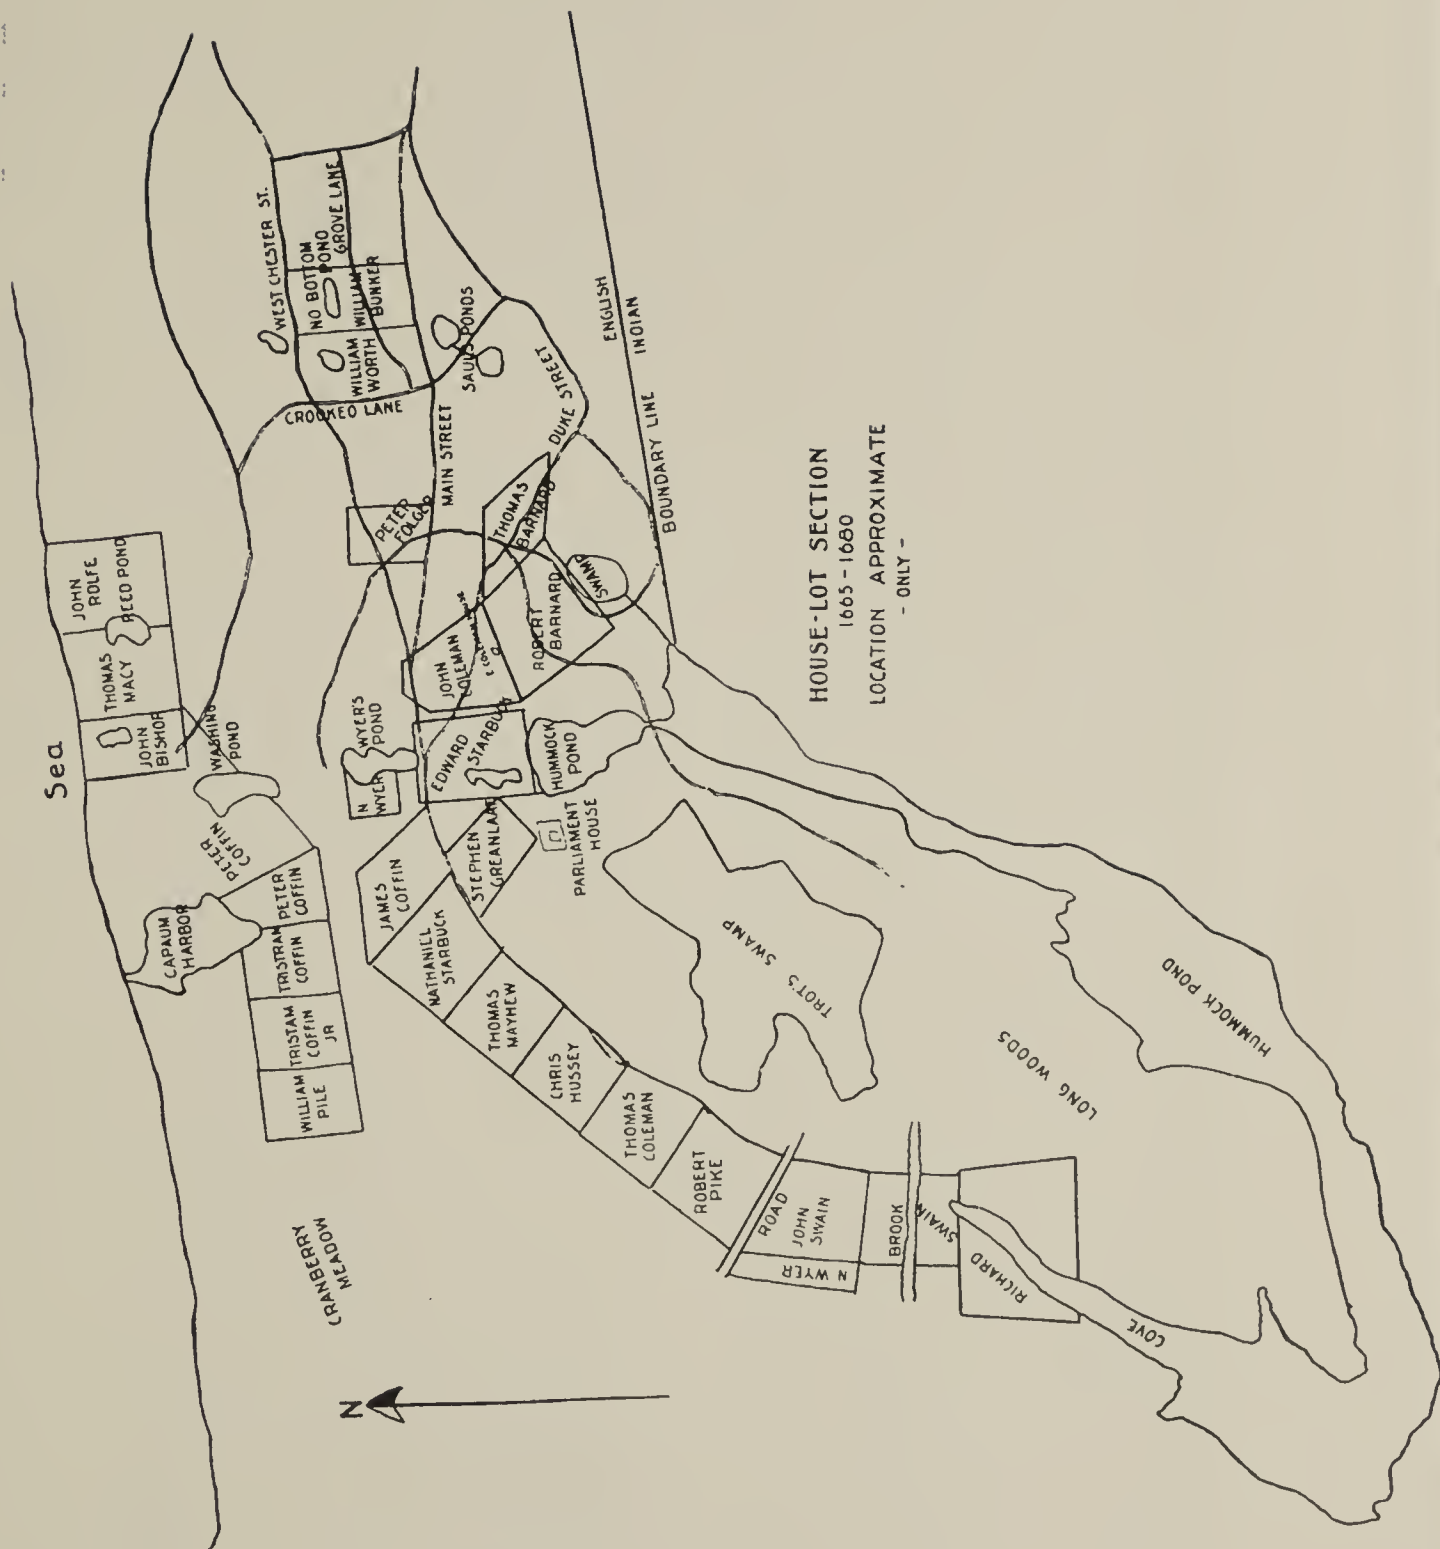 Sea
JOHN
ROLFE
REED POND
THOMAS
MACY
JOHN
BISHOP
WASHING
POND
PETER
COFFIN
CAPAUM
HARBOR
PETER
COFFIN
TRISTRAM
COFFIN
TRISTAM
COFFIN
JR
WILLIAM
PILE
CRANBERRY
MEADOW
N
WEST CHESTER ST.
NO BOTTOM
POND
GROVE LANE
WILLIAM
BUNKER
WILLIAM
WORTH
CROOKED LANE
SAULS PONDS
MAIN STREET
DUKE STREET
ENGLISH
INDIAN
BOUNDARY LINE
PETER
FOLGER
THOMAS
BARNARD
SWAMP
ROBERT
BARNARD
JOHN
COLEMAN
WYER'S
POND
N
WYER
EDWARD
STARBUCK
HUMMOCK
POND
PARLIAMENT
HOUSE
STEPHEN
GREANLAND
JAMES
COFFIN
NATHANIEL
STARBUCK
THOMAS
MAYHEW
CHRIS
HUSSEY
THOMAS
COLEMAN
ROBERT
PIKE
ROAD
JOHN
SWAIN
N WYER
BROOK
RICHARD SWAIN
COVE
TROT'S SWAMP
LONG WOODS
HUMMOCK POND
HOUSE-LOT SECTION
1665-1680
LOCATION APPROXIMATE
- ONLY -